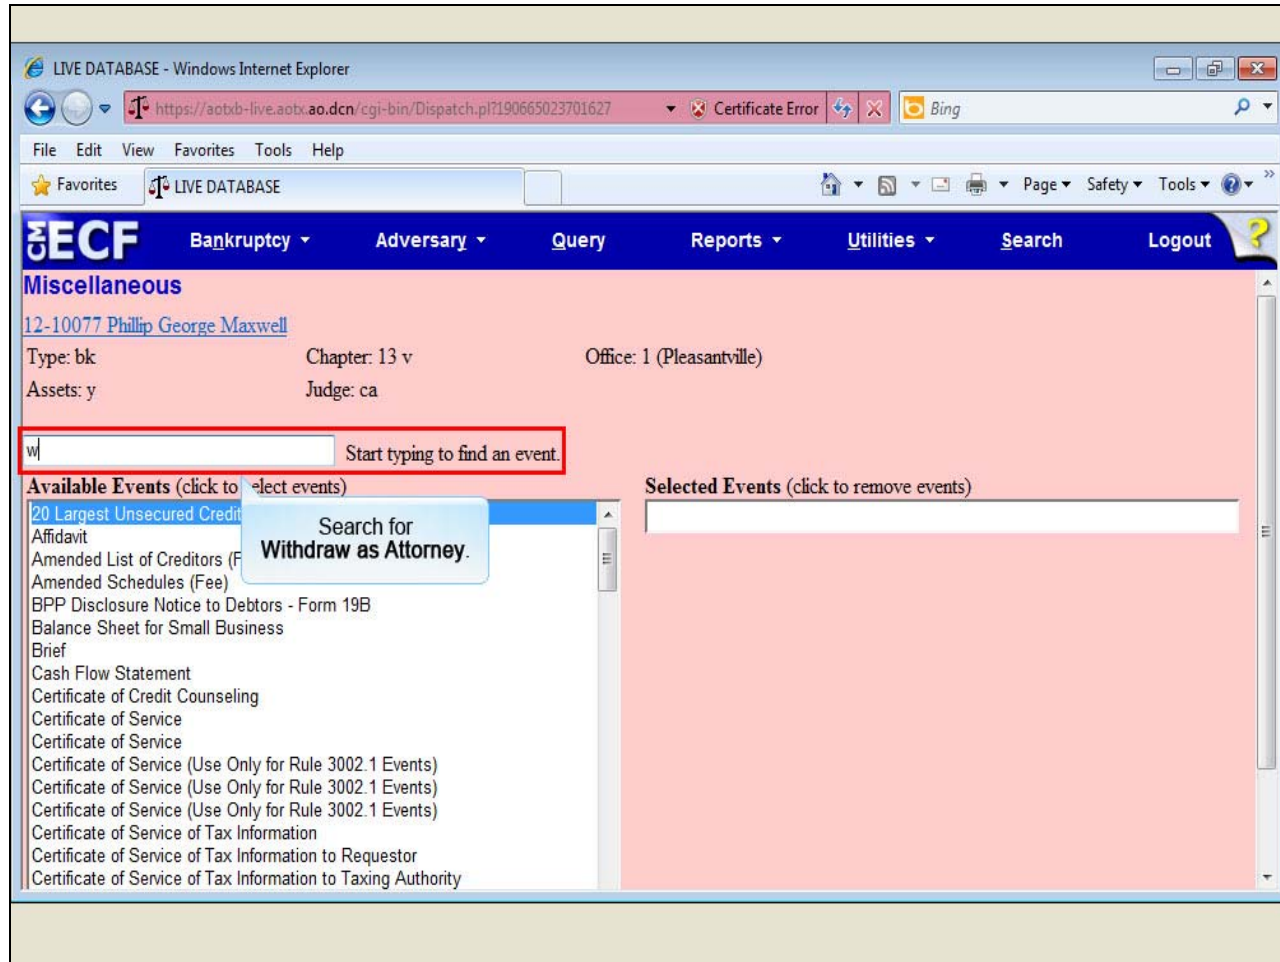 LIVE DATABASE - Windows Internet Explorer
https://aotxb-live.aotx.ao.dcn/cgi-bin/Dispatch.pl?190665023701627 Certificate Error Bing
File Edit View Favorites Tools Help
Favorites LIVE DATABASE Page Safety Tools
CM ECF Bankruptcy Adversary Query Reports Utilities Search Logout ?
Miscellaneous
12-10077 Phillip George Maxwell
Type: bk Chapter: 13 v Office: 1 (Pleasantville)
Assets: y Judge: ca
w Start typing to find an event.
Available Events (click to select events) Selected Events (click to remove events)
Search for
Withdraw as Attorney.
20 Largest Unsecured
Affidavit
Amended List of Creditors
Amended Schedules (Fee)
BPP Disclosure Notice to Debtors - Form 19B
Balance Sheet for Small Business
Brief
Cash Flow Statement
Certificate of Credit Counseling
Certificate of Service
Certificate of Service
Certificate of Service (Use Only for Rule 3002.1 Events)
Certificate of Service (Use Only for Rule 3002.1 Events)
Certificate of Service (Use Only for Rule 3002.1 Events)
Certificate of Service of Tax Information
Certificate of Service of Tax Information to Requestor
Certificate of Service of Tax Information to Taxing Authority